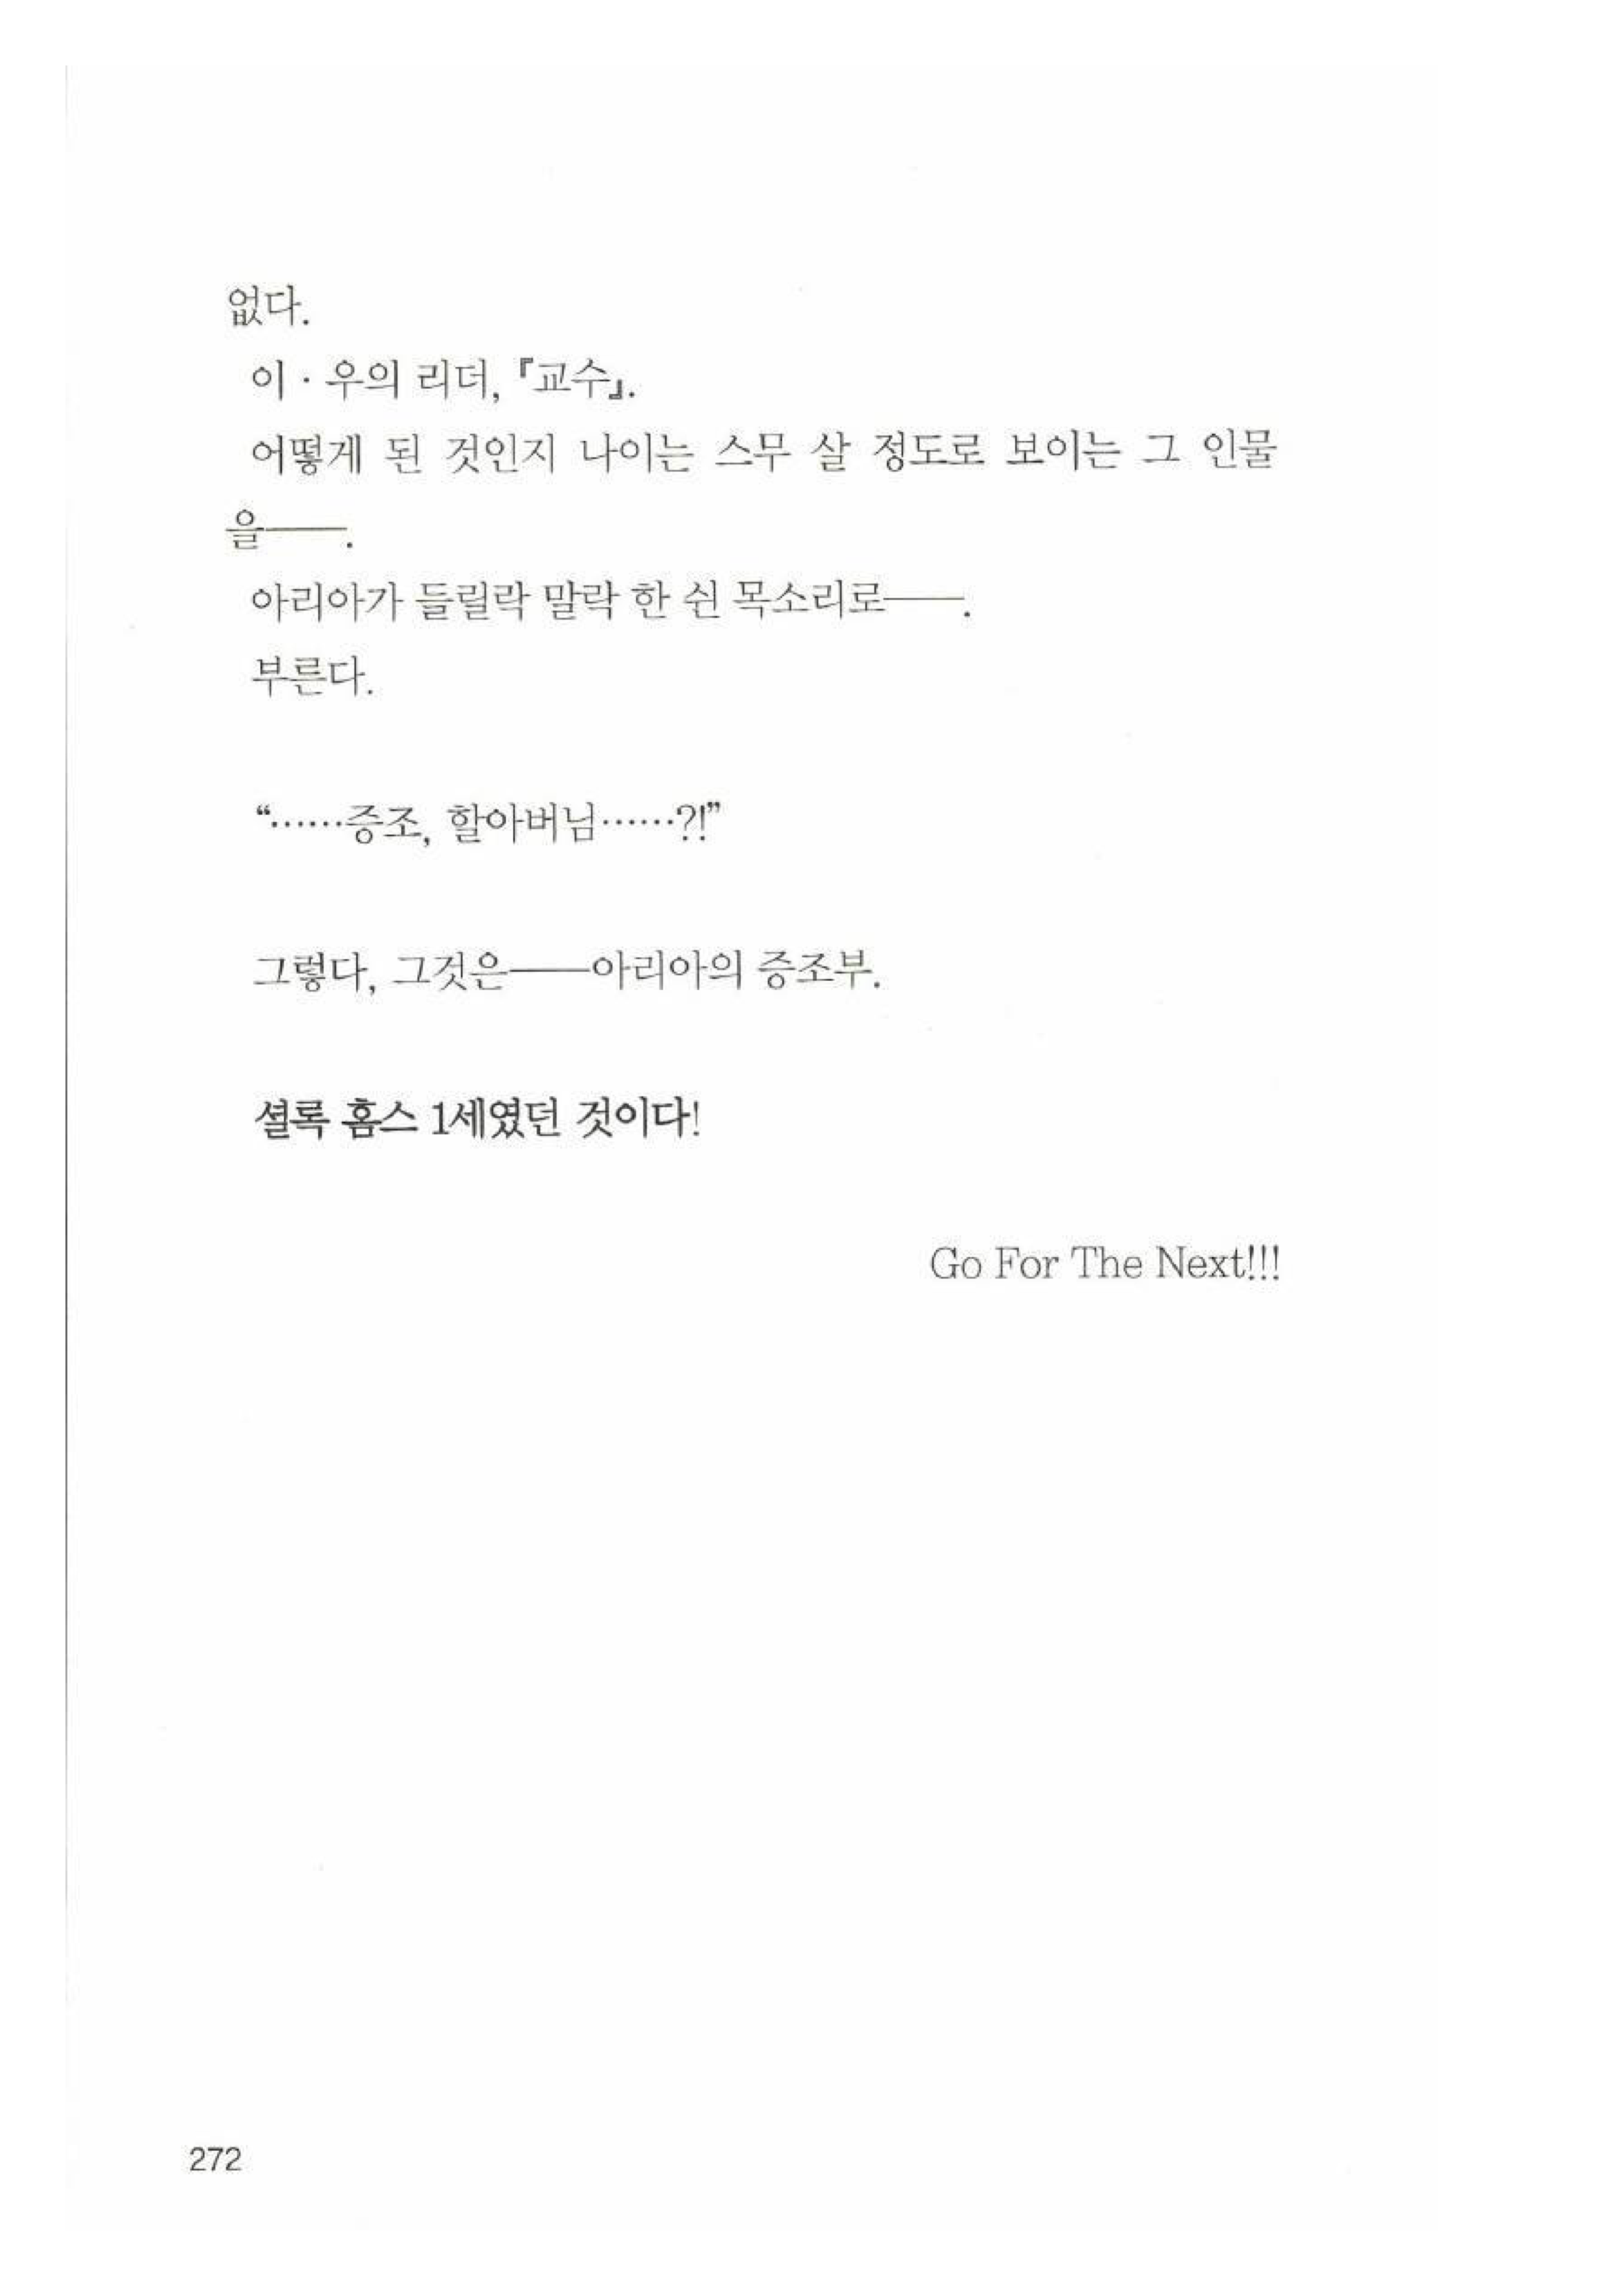 없다.
이 · 우의 리더, 『교수』.
어떻게 된 것인지 나이는 스무 살 정도로 보이는 그 인물
을——.
아리아가 들릴락 말락 한 쉰 목소리로——.
부른다.
“……증조, 할아버님……?!”
그렇다, 그것은——아리아의 증조부.
셜록 홈스 1세였던 것이다!
Go For The Next!!!
272